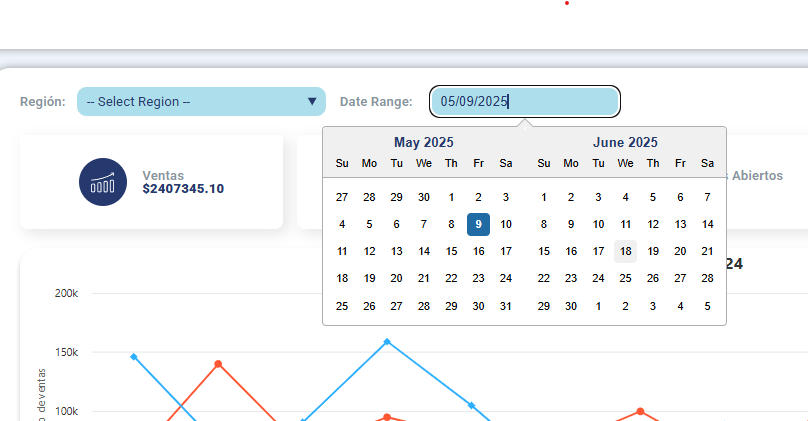 Región:
-- Select Region --
Date Range:
05/09/2025
May 2025
June 2025
Su Mo Tu We Th Fr Sa
Su Mo Tu We Th Fr Sa
27 28 29 30 1 2 3
1 2 3 4 5 6 7
4 5 6 7 8 9 10
8 9 10 11 12 13 14
11 12 13 14 15 16 17
15 16 17 18 19 20 21
18 19 20 21 22 23 24
22 23 24 25 26 27 28
25 26 27 28 29 30 31
29 30 1 2 3 4 5
Ventas
$2407345.10
s Abiertos
24
200k
150k
100k
o de ventas